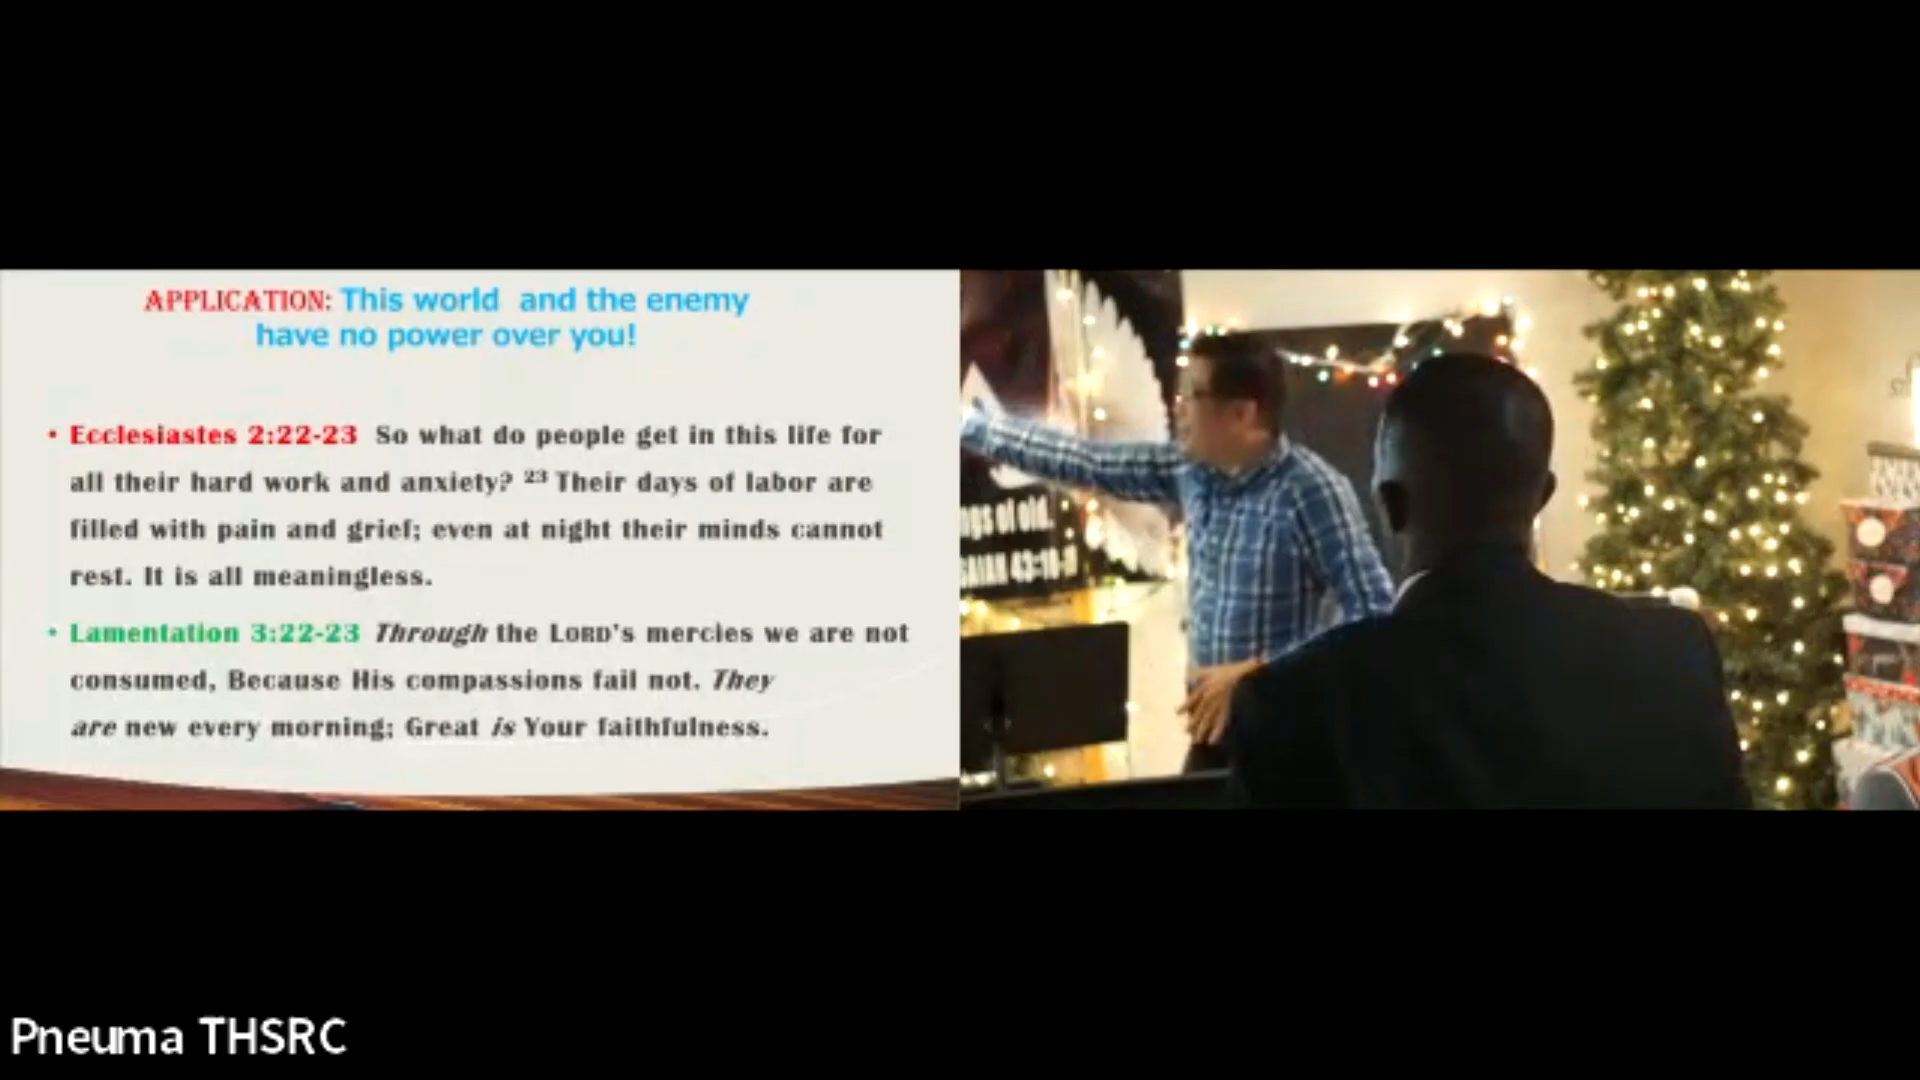 APPLICATION: This world and the enemy
have no power over you!
• Ecclesiastes 2:22-23 So what do people get in this life for
all their hard work and anxiety? 23 Their days of labor are
filled with pain and grief; even at night their minds cannot
rest. It is all meaningless.
• Lamentation 3:22-23 Through the LORD's mercies we are not
consumed, Because His compassions fail not. They
are new every morning; Great is Your faithfulness.
of old.
Pneuma THSRC